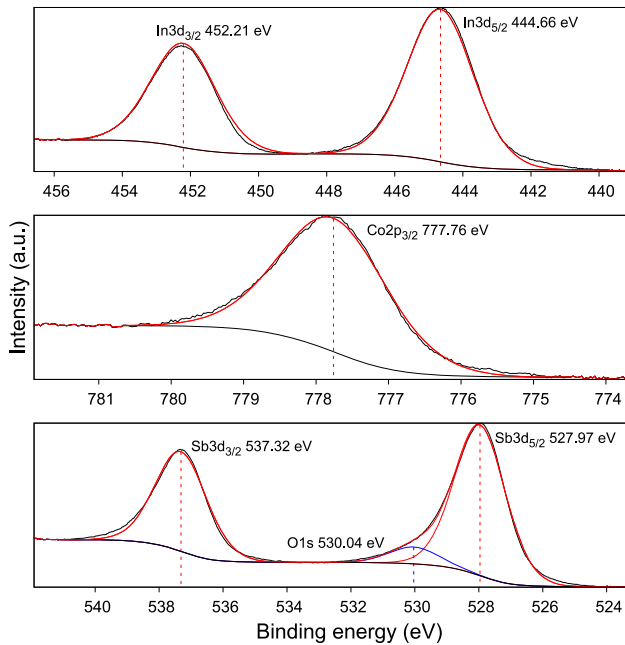 In3d3/2 452.21 eV
In3d5/2 444.66 eV
456 454 452 450 448 446 444 442 440
Co2p3/2 777.76 eV
Intensity (a.u.)
781 780 779 778 777 776 775 774
Sb3d3/2 537.32 eV
Sb3d5/2 527.97 eV
O1s 530.04 eV
540 538 536 534 532 530 528 526 524
Binding energy (eV)